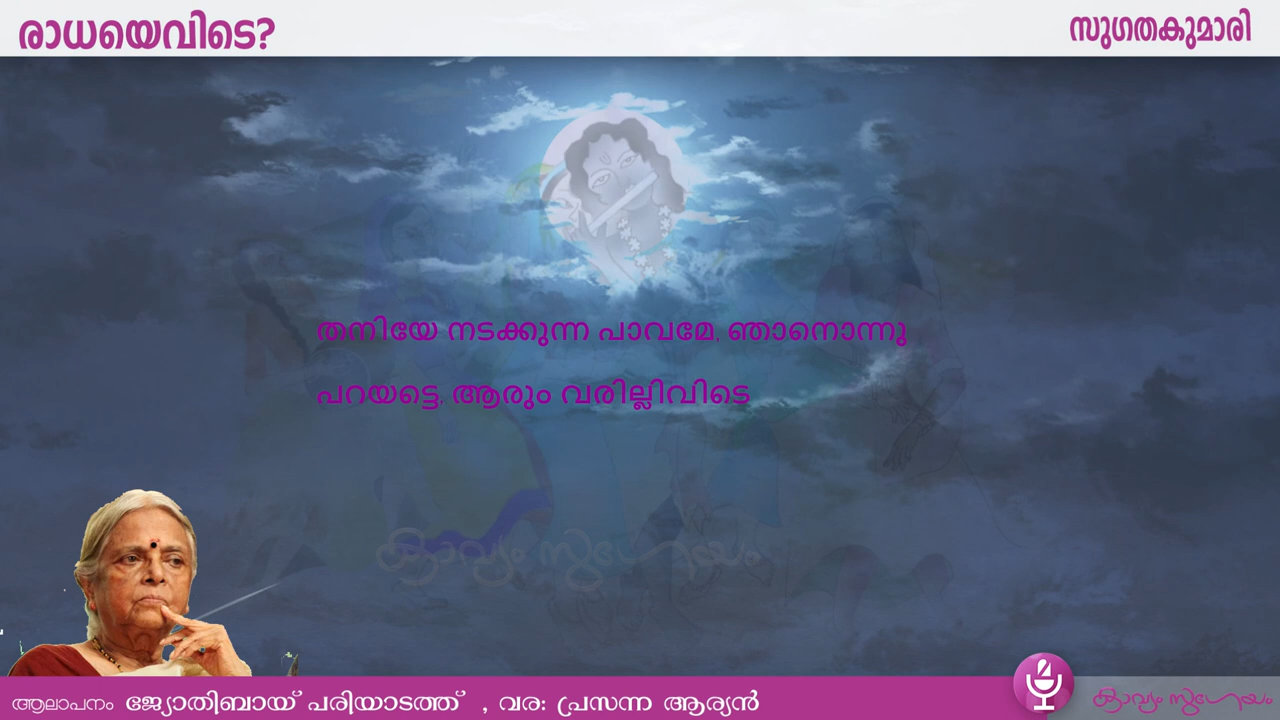 രാധയെവിടെ?
സുഗതകുമാരി
തനിയേ നടക്കുന്ന പാവമേ, ഞാനൊന്നു
പറയട്ടെ, ആരും വരില്ലിവിടെ
കാവ്യം സുഗേയം
ആലാപനം ജ്യോതിബായ് പരിയാടത്ത് , വര: പ്രസന്ന ആര്യൻ
കാവ്യം സുഗേയം